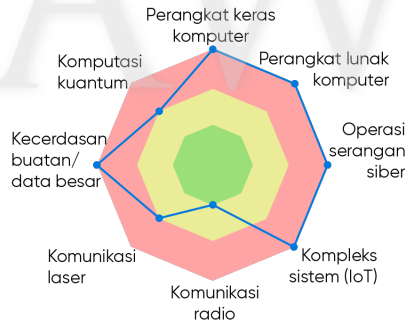 Perangkat keras
komputer
Perangkat lunak
komputer
Operasi
serangan
siber
Kompleks
sistem (IoT)
Komunikasi
radio
Komunikasi
laser
Kecerdasan
buatan/
data besar
Komputasi
kuantum